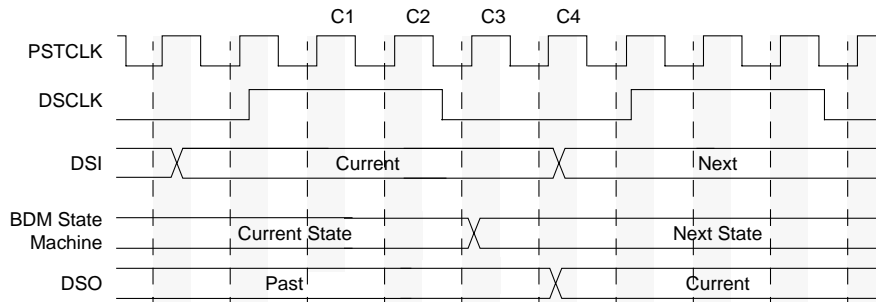 C1 C2 C3 C4
PSTCLK
DSCLK
DSI Current Next
BDM State
Machine Current State Next State
DSO Past Current